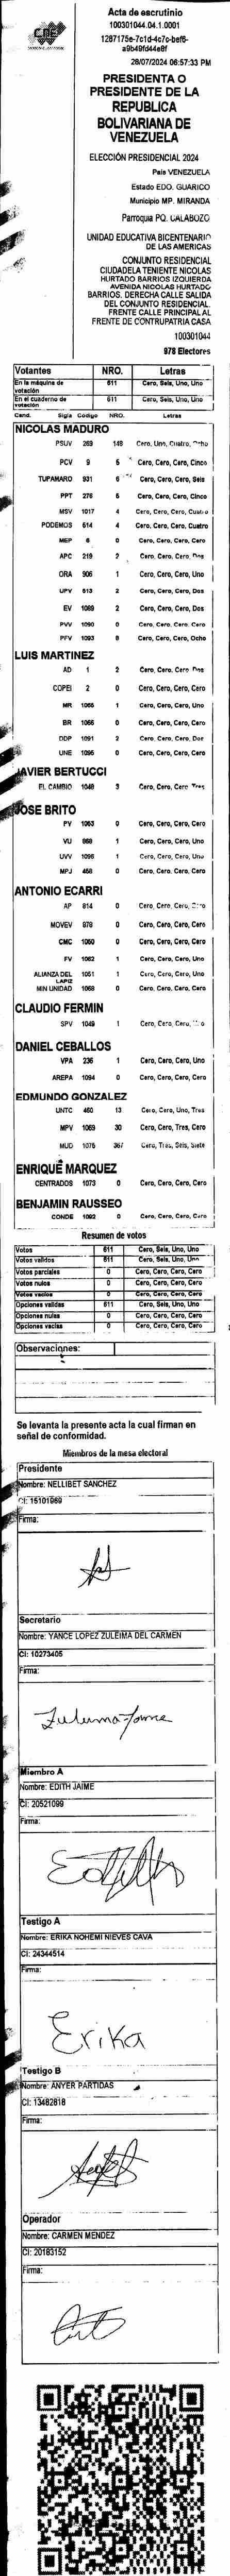 CNE
Acta de escrutinio
100301044.04.1.0001
1287175e-7c1d-4c7c-bef6-
a9b49fd44e8f
28/07/2024 06:57:33 PM
PRESIDENTA O
PRESIDENTE DE LA
REPUBLICA
BOLIVARIANA DE
VENEZUELA
ELECCIÓN PRESIDENCIAL 2024
País VENEZUELA
Estado EDO. GUARICO
Municipio MP. MIRANDA
Parroquia PQ. CALABOZO
UNIDAD EDUCATIVA BICENTENARIO
DE LAS AMERICAS
CONJUNTO RESIDENCIAL
CIUDADELA TENIENTE NICOLAS
HURTADO BARRIOS IZQUIERDA
AVENIDA NICOLAS HURTADO
BARRIOS. DERECHA CALLE SALIDA
DEL CONJUNTO RESIDENCIAL.
FRENTE CALLE PRINCIPAL AL
FRENTE DE CONTRUPATRIA CASA
100301044
978 Electores
Votantes NRO. Letras
En la máquina de votación 611 Cero, Seis, Uno, Uno
En el cuaderno de votación 611 Cero, Seis, Uno, Uno
Cand. Sigla Código NRO. Letras
NICOLAS MADURO
PSUV 269 148 Cero, Uno, Cuatro, Ocho
PCV 9 5 Cero, Cero, Cero, Cinco
TUPAMARO 931 6 Cero, Cero, Cero, Seis
PPT 276 5 Cero, Cero, Cero, Cinco
MSV 1017 4 Cero, Cero, Cero, Cuatro
PODEMOS 514 4 Cero, Cero, Cero, Cuatro
MEP 6 0 Cero, Cero, Cero, Cero
APC 219 2 Cero, Cero, Cero, Dos
ORA 906 1 Cero, Cero, Cero, Uno
UPV 513 2 Cero, Cero, Cero, Dos
EV 1089 2 Cero, Cero, Cero, Dos
PVV 1090 0 Cero, Cero, Cero, Cero
PFV 1093 8 Cero, Cero, Cero, Ocho
LUIS MARTINEZ
AD 1 2 Cero, Cero, Cero, Dos
COPEI 2 0 Cero, Cero, Cero, Cero
MR 1065 1 Cero, Cero, Cero, Uno
BR 1066 0 Cero, Cero, Cero, Cero
DDP 1091 2 Cero, Cero, Cero, Dos
UNE 1095 0 Cero, Cero, Cero, Cero
JAVIER BERTUCCI
EL CAMBIO 1048 3 Cero, Cero, Cero, Tres
JOSE BRITO
PV 1063 0 Cero, Cero, Cero, Cero
VU 868 1 Cero, Cero, Cero, Uno
UVV 1096 1 Cero, Cero, Cero, Uno
MPJ 458 0 Cero, Cero, Cero, Cero
ANTONIO ECARRI
AP 814 0 Cero, Cero, Cero, Cero
MOVEV 978 0 Cero, Cero, Cero, Cero
CMC 1050 0 Cero, Cero, Cero, Cero
FV 1062 1 Cero, Cero, Cero, Uno
ALIANZA DEL LAPIZ 1051 1 Cero, Cero, Cero, Uno
MIN UNIDAD 1068 0 Cero, Cero, Cero, Cero
CLAUDIO FERMIN
SPV 1049 1 Cero, Cero, Cero, Uno
DANIEL CEBALLOS
VPA 236 1 Cero, Cero, Cero, Uno
AREPA 1094 0 Cero, Cero, Cero, Cero
EDMUNDO GONZALEZ
UNTC 460 13 Cero, Cero, Uno, Tres
MPV 1069 30 Cero, Cero, Tres, Cero
MUD 1075 367 Cero, Tres, Seis, Siete
ENRIQUE MARQUEZ
CENTRADOS 1073 0 Cero, Cero, Cero, Cero
BENJAMIN RAUSSEO
CONDE 1092 0 Cero, Cero, Cero, Cero
Resumen de votos
Votos 611 Cero, Seis, Uno, Uno
Votos validos 611 Cero, Seis, Uno, Uno
Votos parciales 0 Cero, Cero, Cero, Cero
Votos nulos 0 Cero, Cero, Cero, Cero
Votos vacios 0 Cero, Cero, Cero, Cero
Opciones validas 611 Cero, Seis, Uno, Uno
Opciones nulas 0 Cero, Cero, Cero, Cero
Opciones vacias 0 Cero, Cero, Cero, Cero
Observaciones:
Se levanta la presente acta la cual firman en
señal de conformidad.
Miembros de la mesa electoral
Presidente
Nombre: NELLIBET SANCHEZ
CI: 15101969
Firma:
Secretario
Nombre: YANCE LOPEZ ZULEIMA DEL CARMEN
CI: 10273405
Firma:
Miembro A
Nombre: EDITH JAIME
CI: 20521099
Firma:
Testigo A
Nombre: ERIKA NOHEMI NIEVES CAVA
CI: 24344514
Firma:
Erika
Testigo B
Nombre: ANYER PARTIDAS
CI: 13482818
Firma:
Operador
Nombre: CARMEN MENDEZ
CI: 20183152
Firma: